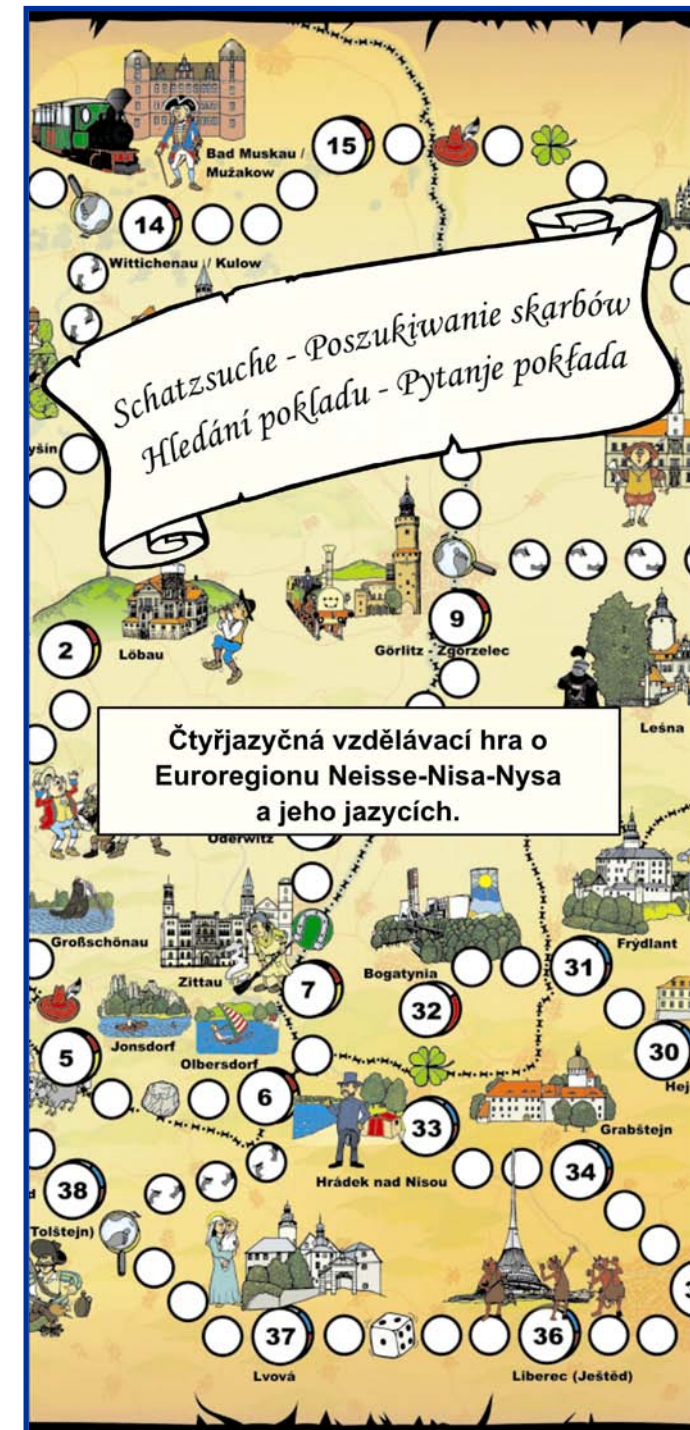 15
Bad Muskau /
Mužakow
14
Wittichenau / Kulow
Schatzsuche - Poszukiwanie skarbów
Hledání pokladu - Pytanje pokłada
yšín
2
Löbau
9
Görlitz - Zgorzelec
Leśna
Čtyřjazyčná vzdělávací hra o
Euroregionu Neisse-Nisa-Nysa
a jeho jazycích.
Oderwitz
Großschönau
Zittau
7
Bogatynia
32
31
Frýdlant
5
Jonsdorf
Olbersdorf
6
30
Hej
33
Grabštejn
Hrádek nad Nisou
34
38
Tolštejn)
37
Lvová
36
Liberec (Ještěd)